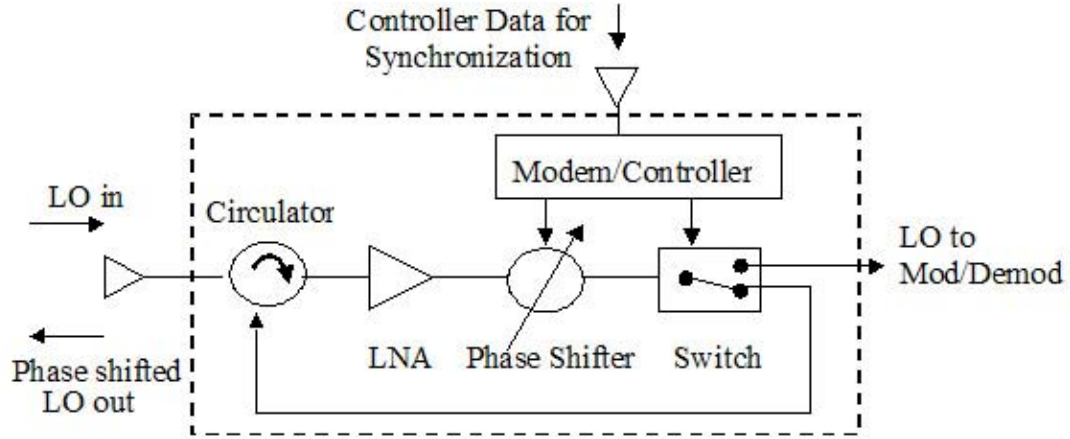 Controller Data for
Synchronization
Modem/Controller
LO in
Circulator
LO to
Mod/Demod
LNA
Phase Shifter
Switch
Phase shifted
LO out